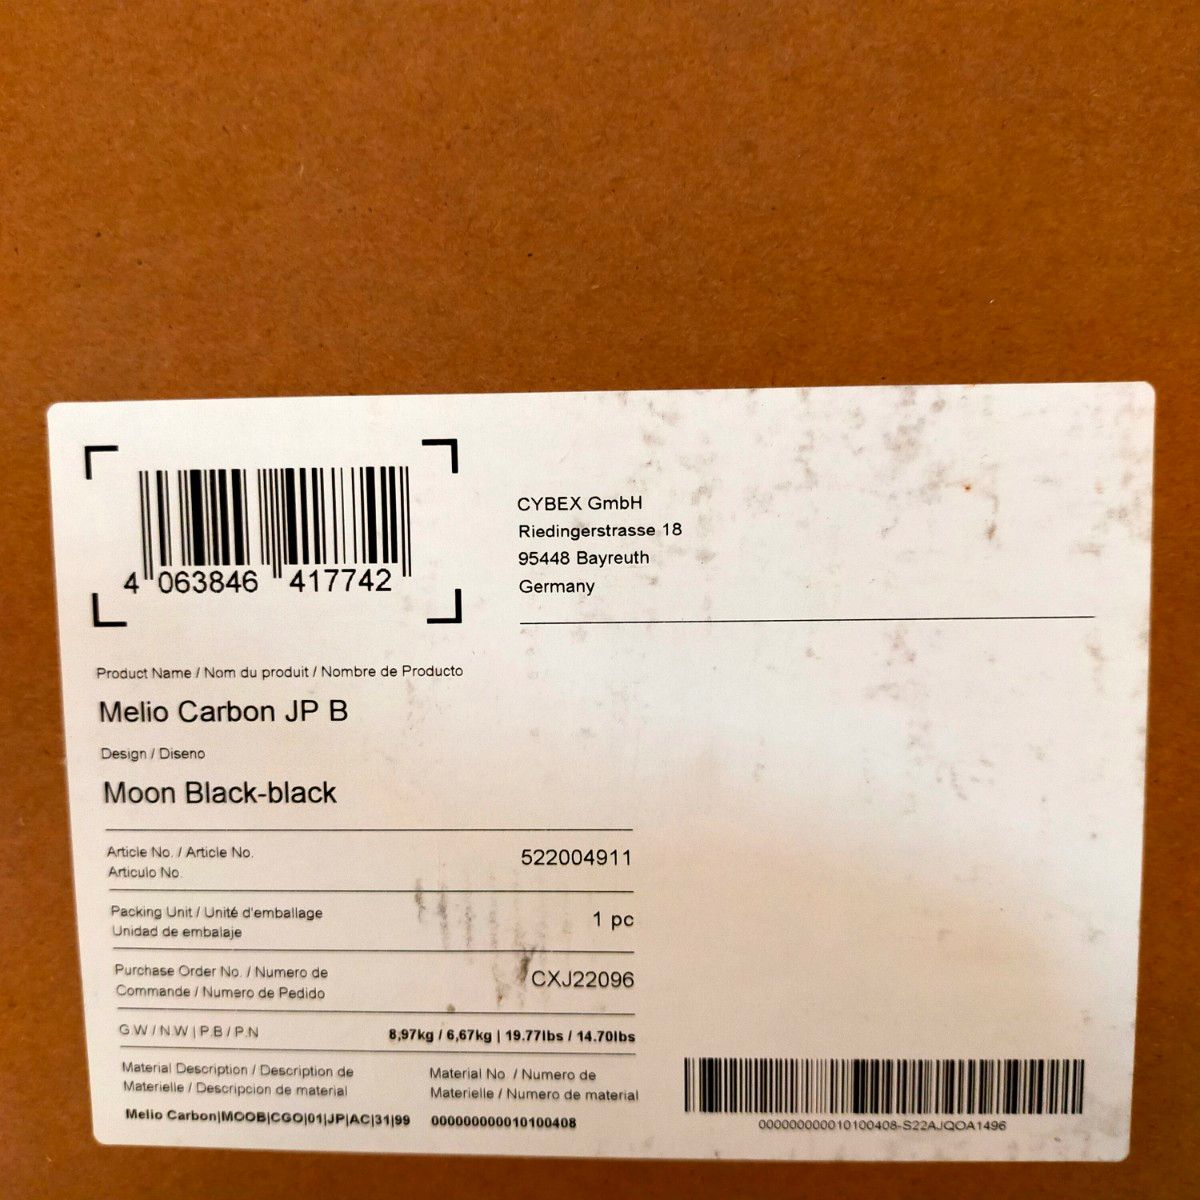 4 063846 417742
CYBEX GmbH
Riedingerstrasse 18
95448 Bayreuth
Germany
Product Name / Nom du produit / Nombre de Producto
Melio Carbon JP B
Design / Diseno
Moon Black-black
Article No. / Article No.
Articulo No.
522004911
Packing Unit / Unité d'emballage
Unidad de embalaje
1 pc
Purchase Order No. / Numero de
Commande / Numero de Pedido
CXJ22096
G.W / N.W | P.B / P.N
8,97kg / 6,67kg | 19.77lbs / 14.70lbs
Material Description / Description de
Materielle / Descripcion de material
Material No. / Numero de
Materielle / Numero de material
Melio Carbon|MOOB|CGO|01|JP|AC|31|99
000000000010100408
000000000010100408-S22AJQOA1496